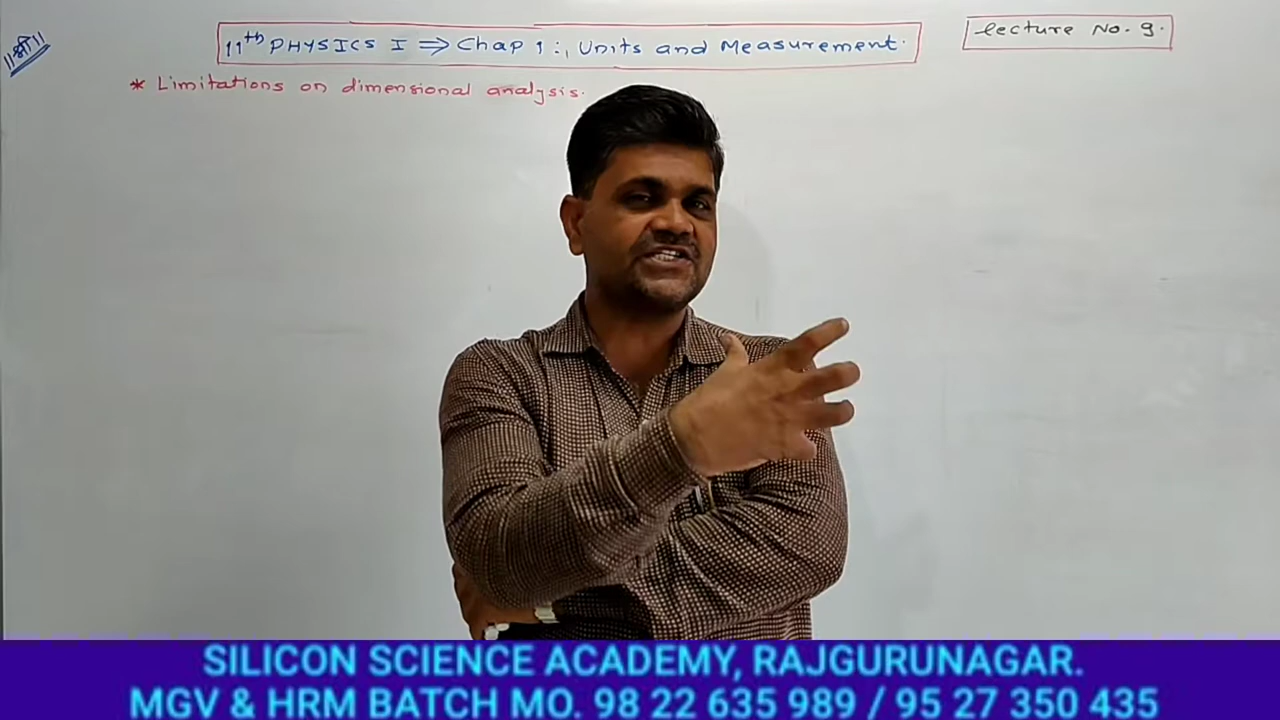 ॥श्री॥
11th PHYSICS I ⇒ Chap 1:, Units and Measurement.
lecture No. 9.
* Limitations on dimensional analysis.
SILICON SCIENCE ACADEMY, RAJGURUNAGAR.
MGV & HRM BATCH MO. 98 22 635 989 / 95 27 350 435